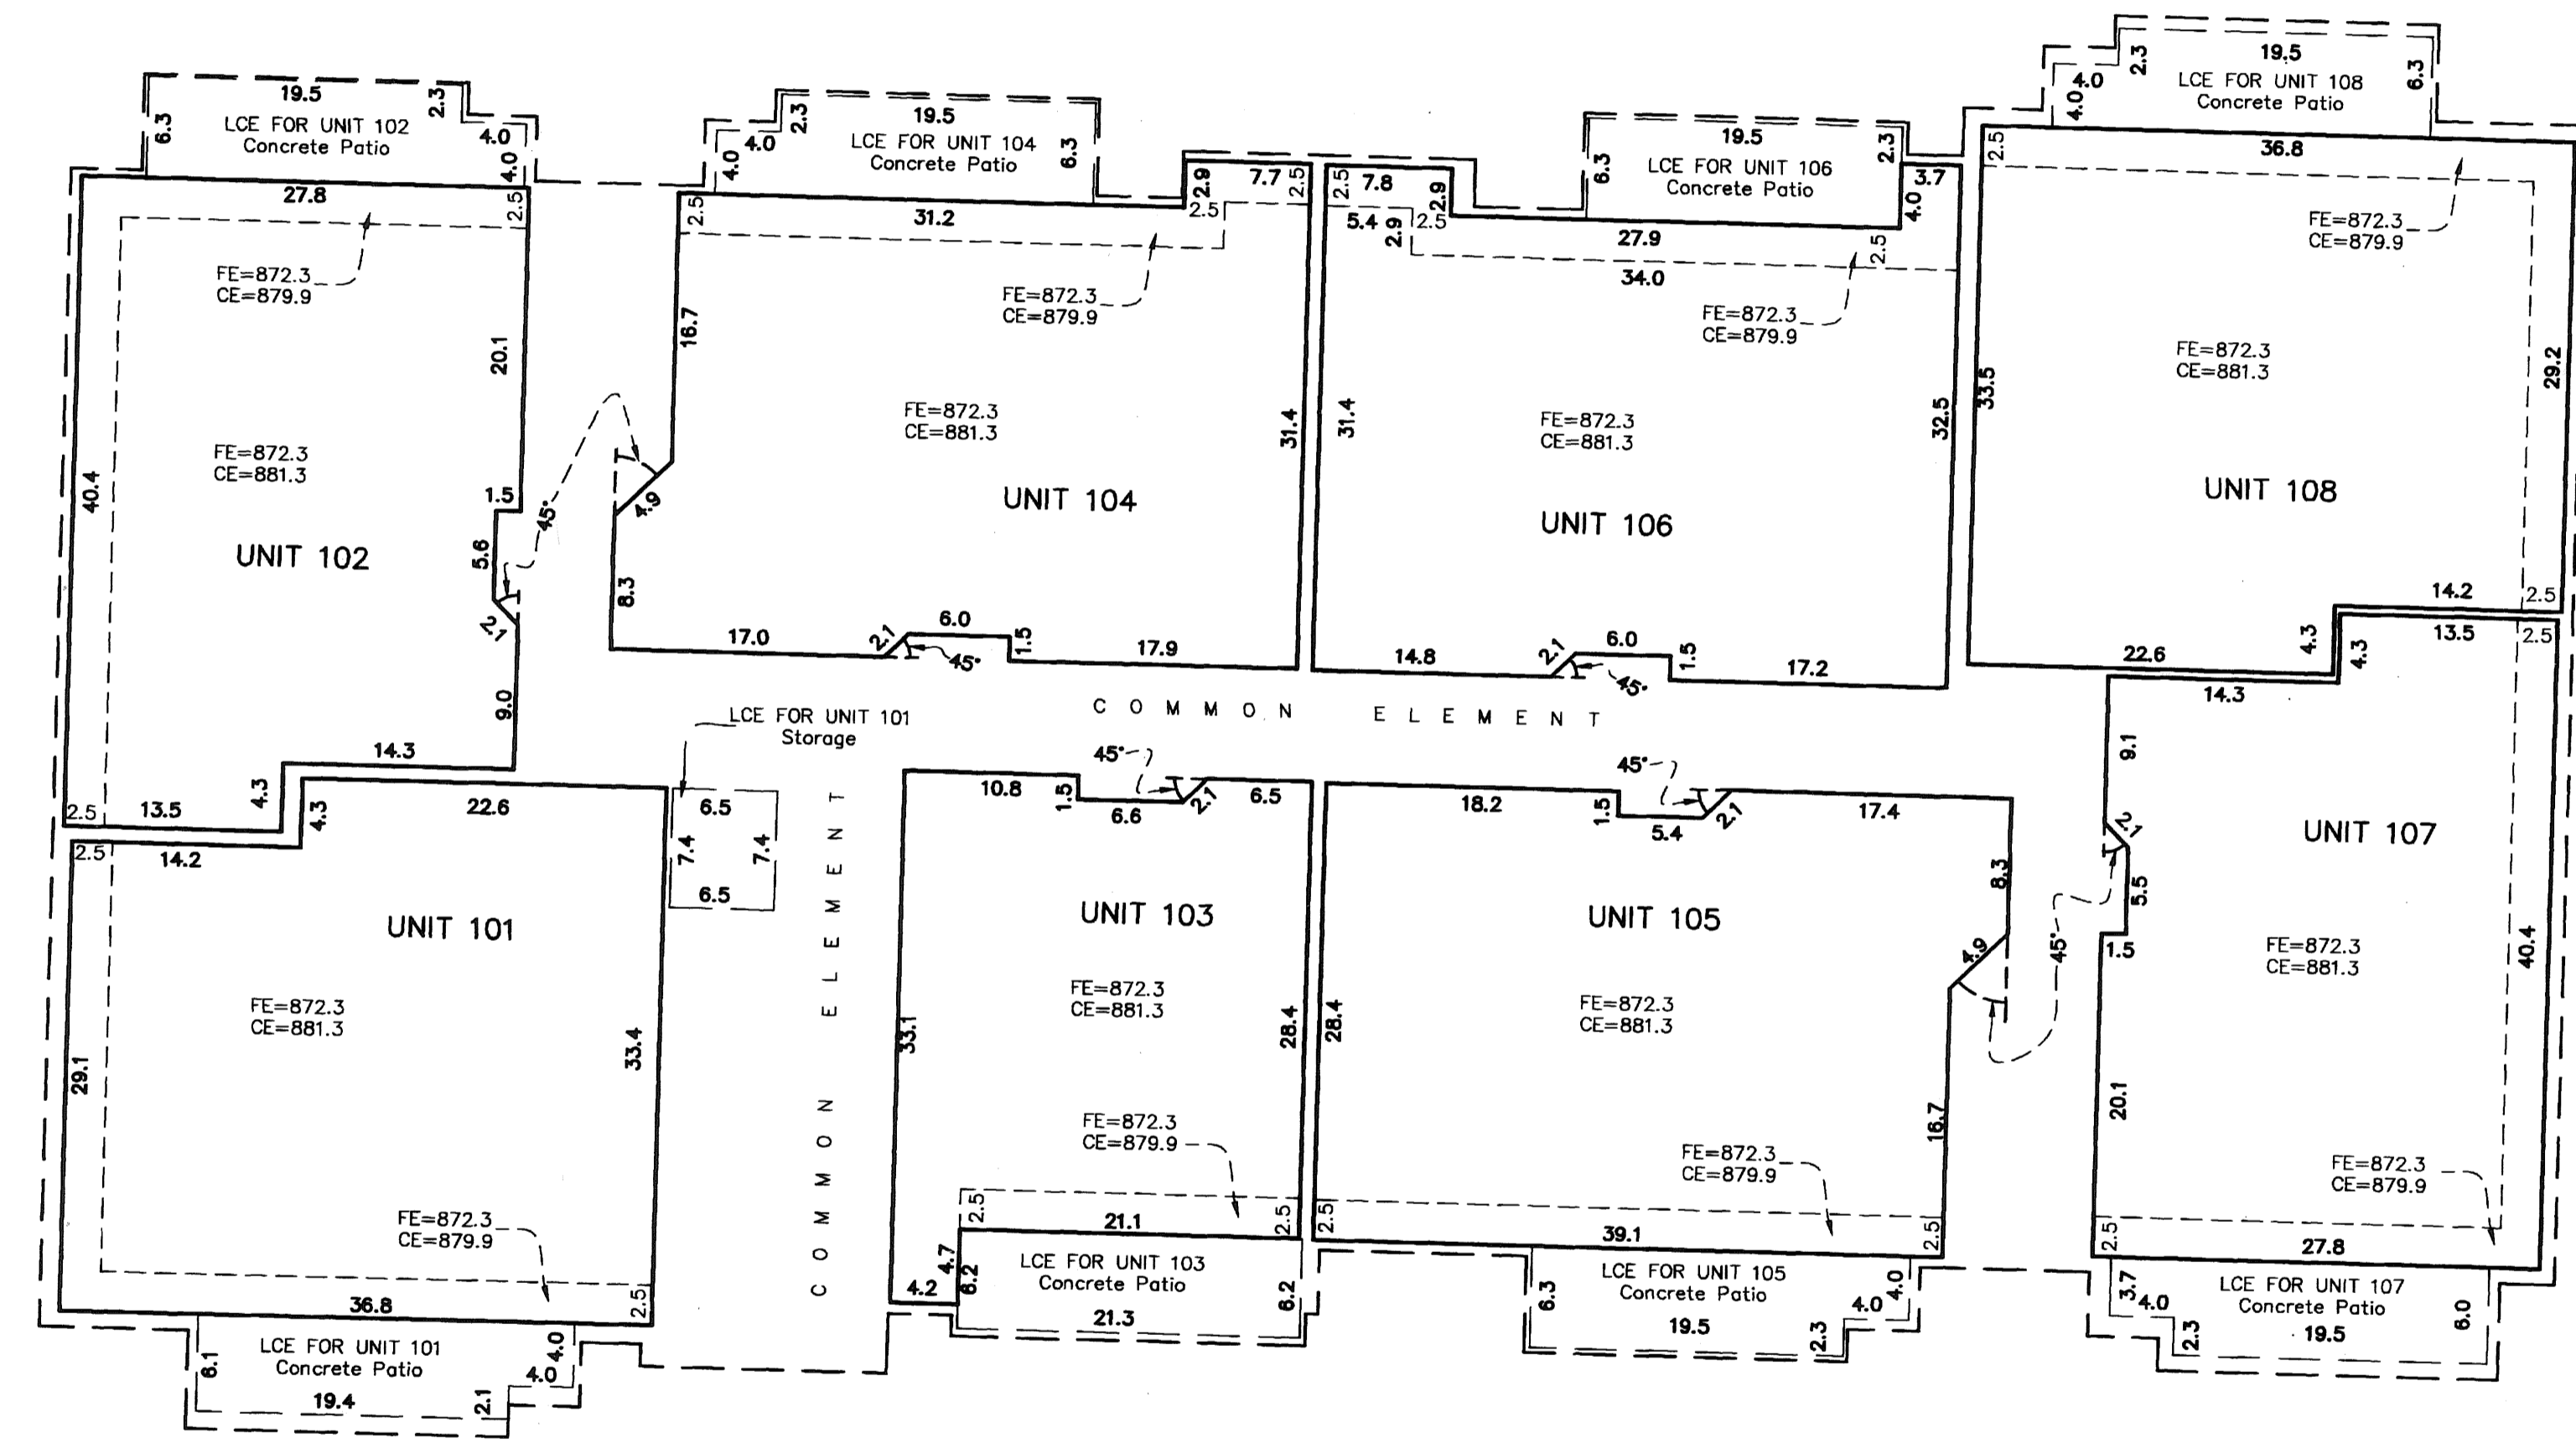 19.5
2.3
6.3
LCE FOR UNIT 102
Concrete Patio
4.0
4.0
27.8
2.5
FE=872.3
CE=879.9
40.4
20.1
FE=872.3
CE=881.3
1.5
45°
UNIT 102
5.6
2.1
9.0
14.3
4.3
2.5
13.5
2.3
19.5
4.0
LCE FOR UNIT 104
Concrete Patio
4.0
6.3
2.9
7.7
2.5
2.5
31.2
2.5
FE=872.3
CE=879.9
16.7
FE=872.3
CE=881.3
31.4
UNIT 104
4.9
8.3
17.0
2.1
6.0
45°
1.5
17.9
19.5
2.3
6.3
LCE FOR UNIT 106
Concrete Patio
2.5
7.8
2.9
3.7
4.0
5.4
2.9
2.5
27.9
2.5
34.0
FE=872.3
CE=879.9
31.4
FE=872.3
CE=881.3
32.5
UNIT 106
14.8
2.1
6.0
45°
1.5
17.2
2.3
19.5
4.0
LCE FOR UNIT 108
Concrete Patio
4.0
6.3
2.5
36.8
FE=872.3
CE=879.9
33.5
FE=872.3
CE=881.3
29.2
UNIT 108
14.2
2.5
4.3
22.6
COMMON ELEMENT
LCE FOR UNIT 101
Storage
6.5
7.4
7.4
6.5
COMMON ELEMENT
2.5
14.2
4.3
22.6
UNIT 101
FE=872.3
CE=881.3
29.1
33.4
FE=872.3
CE=879.9
36.8
2.5
LCE FOR UNIT 101
Concrete Patio
6.1
4.0
4.0
19.4
2.1
45°
10.8
1.5
6.6
2.1
6.5
UNIT 103
FE=872.3
CE=881.3
33.1
28.4
FE=872.3
CE=879.9
2.5
21.1
2.5
4.7
4.2
6.2
LCE FOR UNIT 103
Concrete Patio
6.2
21.3
45°
18.2
1.5
5.4
2.1
17.4
8.3
UNIT 105
4.9
FE=872.3
CE=881.3
28.4
45°
16.7
FE=872.3
CE=879.9
2.5
39.1
2.5
LCE FOR UNIT 105
Concrete Patio
6.3
4.0
4.0
19.5
2.3
13.5
2.5
4.3
14.3
9.1
2.1
UNIT 107
5.5
1.5
FE=872.3
CE=881.3
40.4
20.1
FE=872.3
CE=879.9
2.5
27.8
3.7
LCE FOR UNIT 107
Concrete Patio
4.0
6.0
2.3
19.5